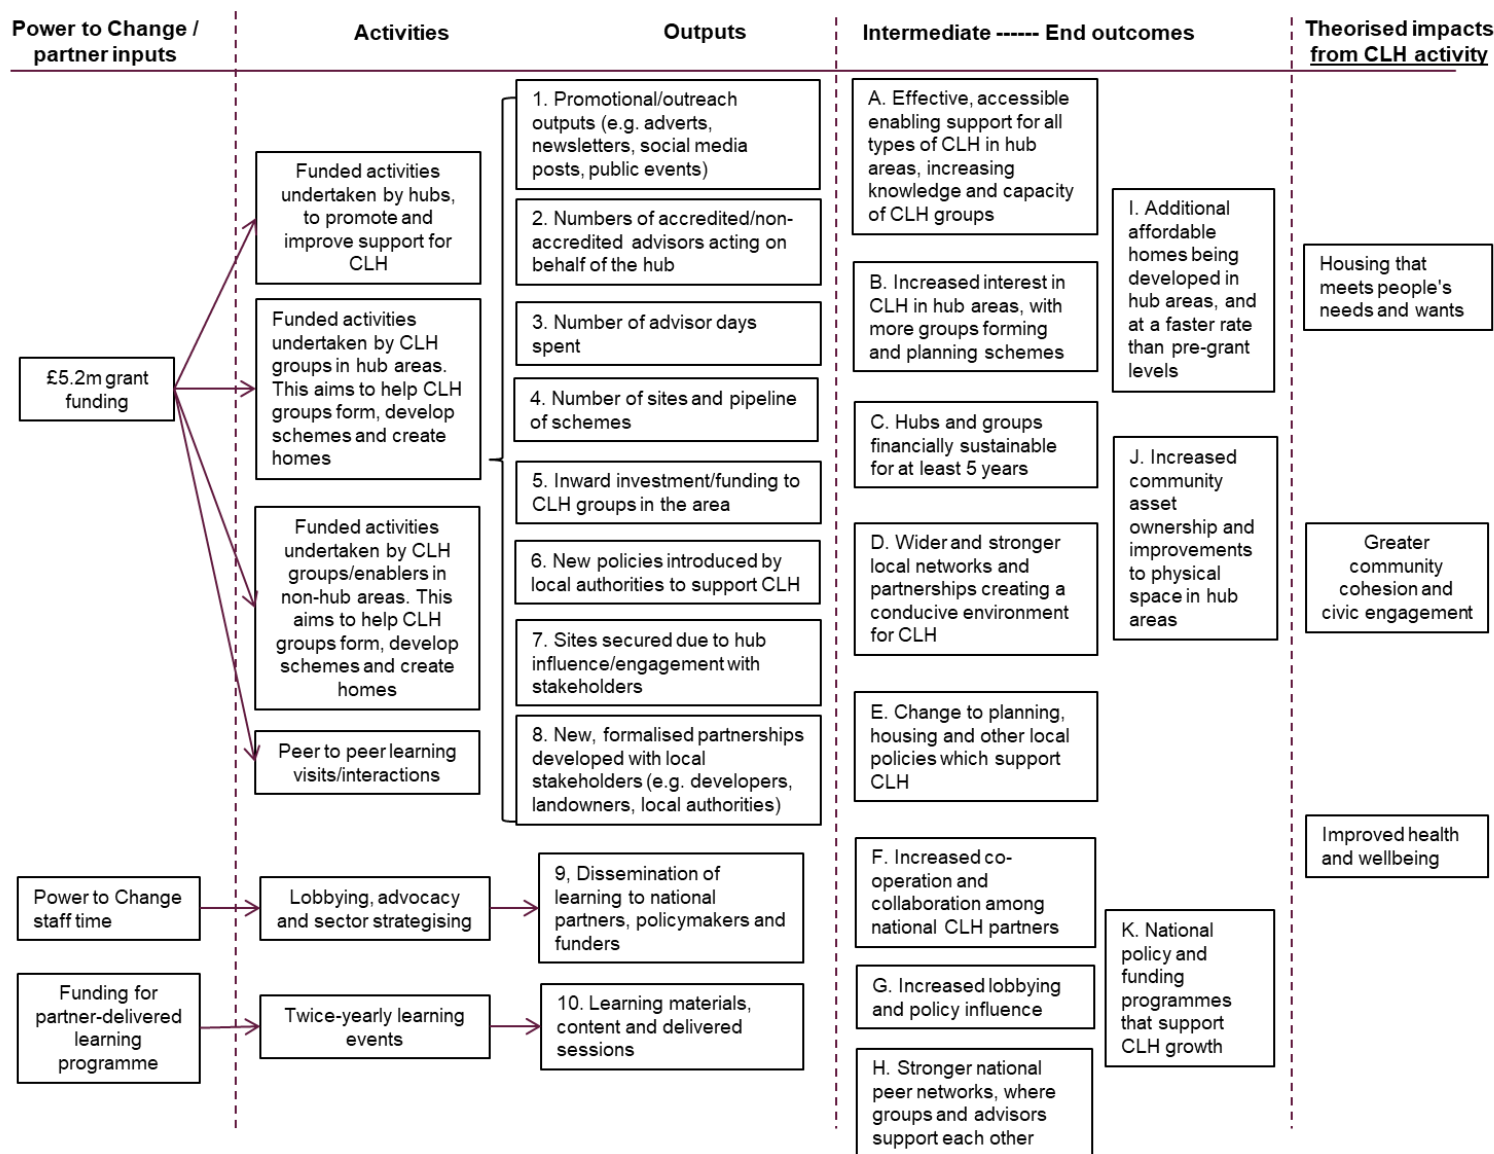 Power to Change /
partner inputs
Activities
Outputs
Intermediate ------ End outcomes
Theorised impacts
from CLH activity
£5.2m grant
funding
Power to Change
staff time
Funding for
partner-delivered
learning
programme
Funded activities
undertaken by hubs,
to promote and
improve support for
CLH
Funded activities
undertaken by CLH
groups in hub areas.
This aims to help CLH
groups form, develop
schemes and create
homes
Funded activities
undertaken by CLH
groups/enablers in
non-hub areas. This
aims to help CLH
groups form, develop
schemes and create
homes
Peer to peer learning
visits/interactions
Lobbying, advocacy
and sector strategising
Twice-yearly learning
events
1. Promotional/outreach
outputs (e.g. adverts,
newsletters, social media
posts, public events)
2. Numbers of accredited/non-
accredited advisors acting on
behalf of the hub
3. Number of advisor days
spent
4. Number of sites and pipeline
of schemes
5. Inward investment/funding to
CLH groups in the area
6. New policies introduced by
local authorities to support CLH
7. Sites secured due to hub
influence/engagement with
stakeholders
8. New, formalised partnerships
developed with local
stakeholders (e.g. developers,
landowners, local authorities)
9, Dissemination of
learning to national
partners, policymakers and
funders
10. Learning materials,
content and delivered
sessions
A. Effective, accessible
enabling support for all
types of CLH in hub
areas, increasing
knowledge and capacity
of CLH groups
B. Increased interest in
CLH in hub areas, with
more groups forming
and planning schemes
C. Hubs and groups
financially sustainable
for at least 5 years
D. Wider and stronger
local networks and
partnerships creating a
conducive environment
for CLH
E. Change to planning,
housing and other local
policies which support
CLH
F. Increased co-
operation and
collaboration among
national CLH partners
G. Increased lobbying
and policy influence
H. Stronger national
peer networks, where
groups and advisors
support each other
I. Additional
affordable
homes being
developed in
hub areas, and
at a faster rate
than pre-grant
levels
J. Increased
community
asset
ownership and
improvements
to physical
space in hub
areas
K. National
policy and
funding
programmes
that support
CLH growth
Housing that
meets people's
needs and wants
Greater
community
cohesion and
civic engagement
Improved health
and wellbeing